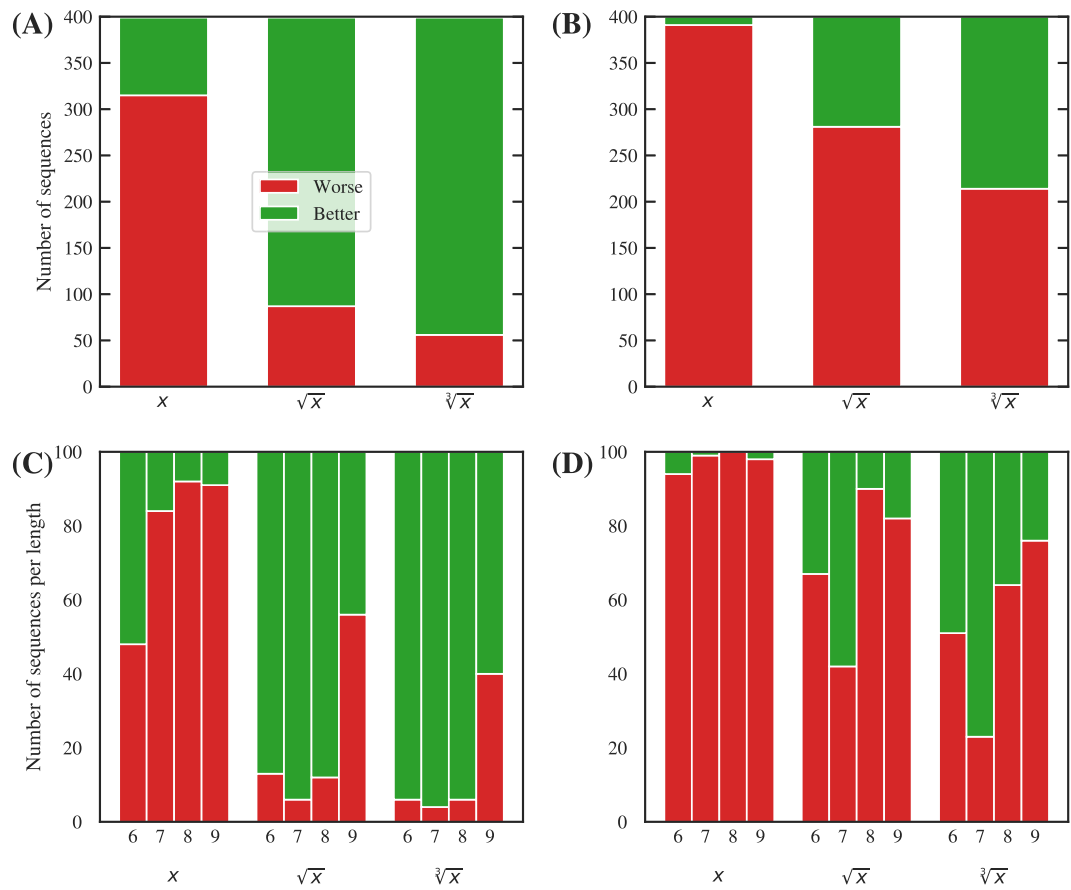 (A)
400
350
300
250
200
150
100
50
0
Number of sequences
Worse
Better
x
√x
∛x
(B)
400
350
300
250
200
150
100
50
0
x
√x
∛x
(C)
100
80
60
40
20
0
Number of sequences per length
6 7 8 9 6 7 8 9 6 7 8 9
x √x ∛x
(D)
100
80
60
40
20
0
6 7 8 9 6 7 8 9 6 7 8 9
x √x ∛x